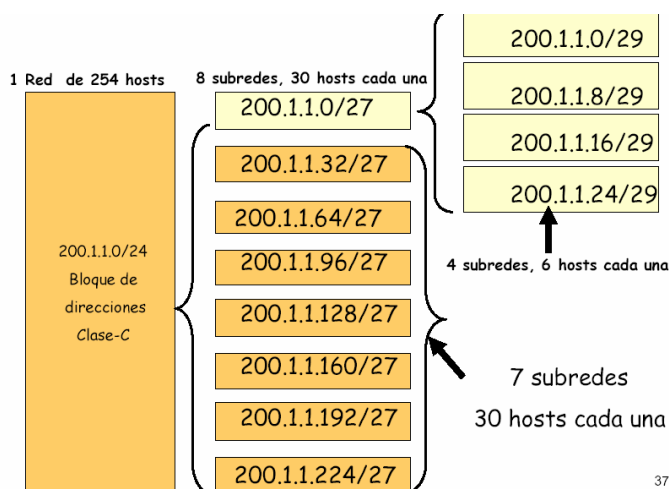 1 Red de 254 hosts
200.1.1.0/24
Bloque de
direcciones
Clase-C
8 subredes, 30 hosts cada una
200.1.1.0/27
200.1.1.32/27
200.1.1.64/27
200.1.1.96/27
200.1.1.128/27
200.1.1.160/27
200.1.1.192/27
200.1.1.224/27
200.1.1.0/29
200.1.1.8/29
200.1.1.16/29
200.1.1.24/29
4 subredes, 6 hosts cada una
7 subredes
30 hosts cada una
37